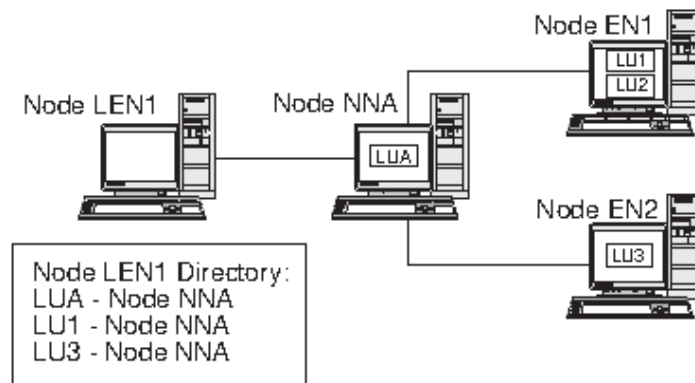 Node EN1
LU1
LU2
Node LEN1
Node NNA
LUA
Node EN2
LU3
Node LEN1 Directory:
LUA - Node NNA
LU1 - Node NNA
LU3 - Node NNA